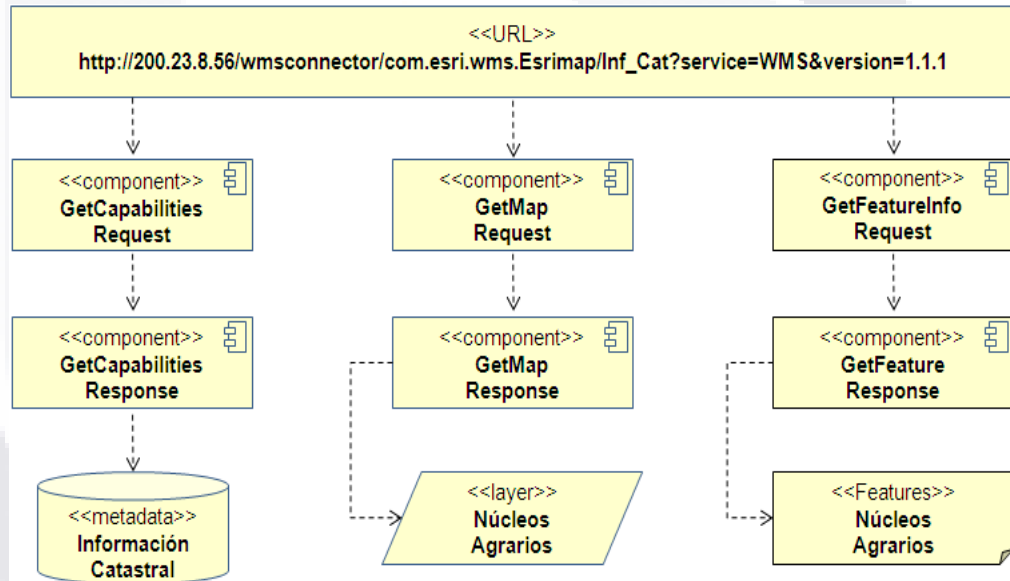 <<URL>>
http://200.23.8.56/wmsconnector/com.esri.wms.Esrimap/Inf_Cat?service=WMS&version=1.1.1
<<component>>
GetCapabilities
Request
<<component>>
GetMap
Request
<<component>>
GetFeatureInfo
Request
<<component>>
GetCapabilities
Response
<<component>>
GetMap
Response
<<component>>
GetFeature
Response
<<metadata>>
Información
Catastral
<<layer>>
Núcleos
Agrarios
<<Features>>
Núcleos
Agrarios